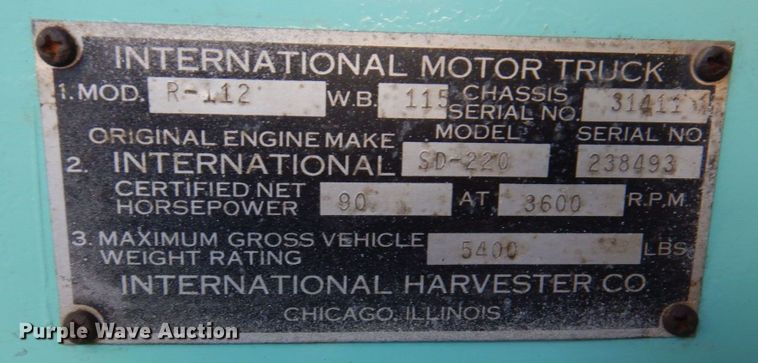 INTERNATIONAL MOTOR TRUCK
1. MOD. R-112 W.B. 115 CHASSIS SERIAL NO. 31411
ORIGINAL ENGINE MAKE MODEL SERIAL NO.
2. INTERNATIONAL SD-220 238493
CERTIFIED NET HORSEPOWER 90 AT 3600 R.P.M.
3. MAXIMUM GROSS VEHICLE WEIGHT RATING 5400 LBS
INTERNATIONAL HARVESTER CO
CHICAGO, ILLINOIS
Purple Wave Auction